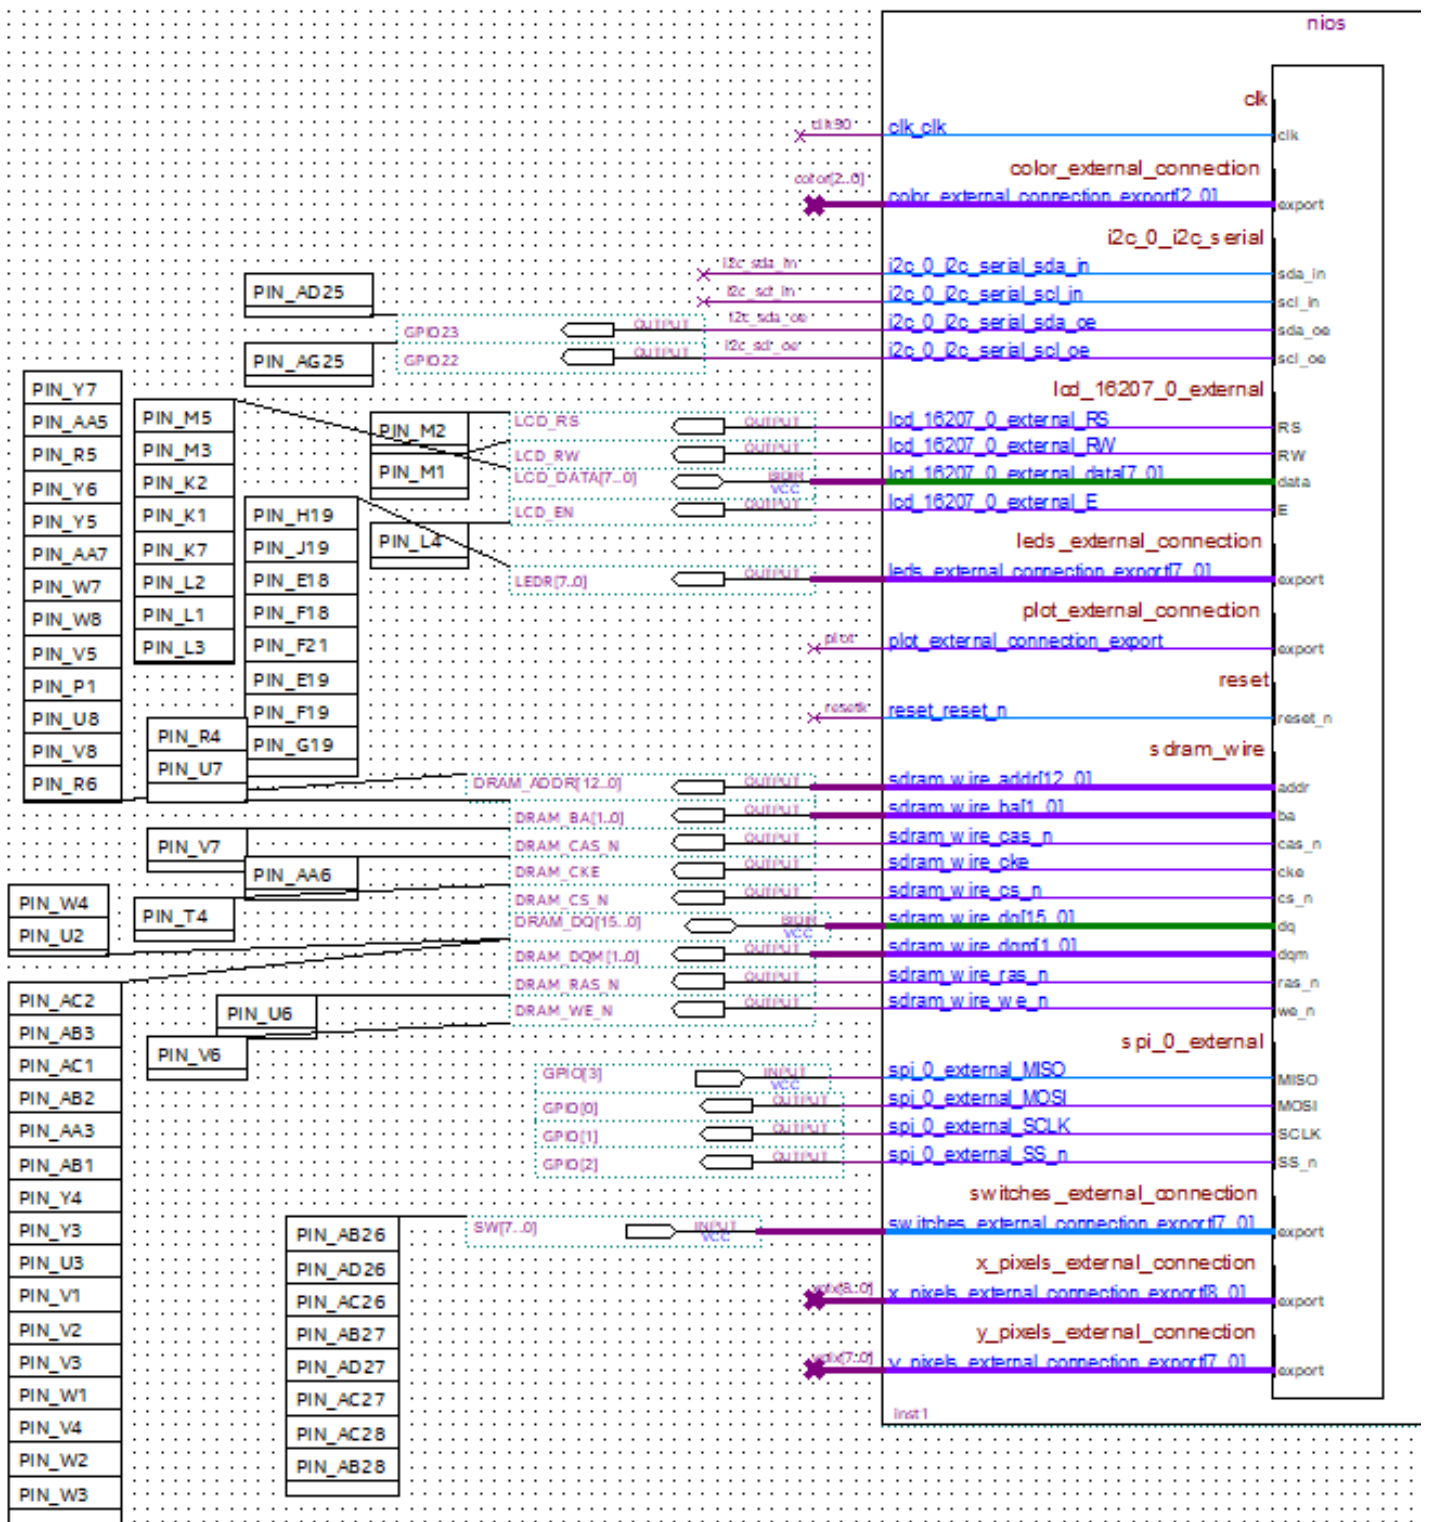 nios
clk
clk90
clk_clk
clk
color_external_connection
color[2..0]
color_external_connection_export[2..0]
export
i2c_0_i2c_serial
i2c_sda_in
i2c_0_i2c_serial_sda_in
sda_in
i2c_scl_in
i2c_0_i2c_serial_scl_in
scl_in
PIN_AD25
GPIO23
OUTPUT
i2c_sda_oe
i2c_0_i2c_serial_sda_oe
sda_oe
PIN_AG25
GPIO22
OUTPUT
i2c_scl_oe
i2c_0_i2c_serial_scl_oe
scl_oe
lcd_16207_0_external
LCD_RS
OUTPUT
lcd_16207_0_external_RS
RS
LCD_RW
OUTPUT
lcd_16207_0_external_RW
RW
LCD_DATA[7..0]
BIDIR
VCC
lcd_16207_0_external_data[7..0]
data
LCD_EN
OUTPUT
lcd_16207_0_external_E
E
PIN_M2
PIN_M1
PIN_L4
leds_external_connection
LEDR[7..0]
OUTPUT
leds_external_connection_export[7..0]
export
plot_external_connection
plot
plot_external_connection_export
export
reset
resetk
reset_reset_n
reset_n
PIN_Y7
PIN_AA5
PIN_R5
PIN_Y6
PIN_Y5
PIN_AA7
PIN_W7
PIN_W8
PIN_V5
PIN_P1
PIN_U8
PIN_V8
PIN_R6
PIN_M5
PIN_M3
PIN_K2
PIN_K1
PIN_K7
PIN_L2
PIN_L1
PIN_L3
PIN_H19
PIN_J19
PIN_E18
PIN_F18
PIN_F21
PIN_E19
PIN_F19
PIN_G19
PIN_R4
PIN_U7
sdram_wire
DRAM_ADDR[12..0]
OUTPUT
sdram_wire_addr[12..0]
addr
DRAM_BA[1..0]
OUTPUT
sdram_wire_ba[1..0]
ba
PIN_V7
DRAM_CAS_N
OUTPUT
sdram_wire_cas_n
cas_n
PIN_AA6
DRAM_CKE
OUTPUT
sdram_wire_cke
cke
PIN_T4
DRAM_CS_N
OUTPUT
sdram_wire_cs_n
cs_n
DRAM_DQ[15..0]
BIDIR
VCC
sdram_wire_dq[15..0]
dq
PIN_W4
PIN_U2
DRAM_DQM[1..0]
OUTPUT
sdram_wire_dqm[1..0]
dqm
PIN_U6
DRAM_RAS_N
OUTPUT
sdram_wire_ras_n
ras_n
PIN_V6
DRAM_WE_N
OUTPUT
sdram_wire_we_n
we_n
PIN_AC2
PIN_AB3
PIN_AC1
PIN_AB2
PIN_AA3
PIN_AB1
PIN_Y4
PIN_Y3
PIN_U3
PIN_V1
PIN_V2
PIN_V3
PIN_W1
PIN_V4
PIN_W2
PIN_W3
spi_0_external
GPIO[3]
INPUT
VCC
spi_0_external_MISO
MISO
GPIO[0]
OUTPUT
spi_0_external_MOSI
MOSI
GPIO[1]
OUTPUT
spi_0_external_SCLK
SCLK
GPIO[2]
OUTPUT
spi_0_external_SS_n
SS_n
switches_external_connection
SW[7..0]
INPUT
VCC
switches_external_connection_export[7..0]
export
PIN_AB26
PIN_AD26
PIN_AC26
PIN_AB27
PIN_AD27
PIN_AC27
PIN_AC28
PIN_AB28
x_pixels_external_connection
x_pixels_external_connection_export[8..0]
export
y_pixels_external_connection
y_pixels_external_connection_export[7..0]
export
inst1